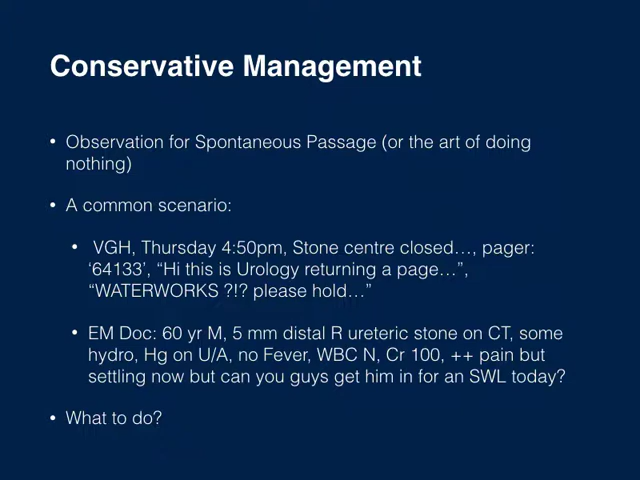 Conservative Management
• Observation for Spontaneous Passage (or the art of doing
nothing)
• A common scenario:
• VGH, Thursday 4:50pm, Stone centre closed…, pager:
‘64133’, “Hi this is Urology returning a page…”,
“WATERWORKS ?!? please hold…”
• EM Doc: 60 yr M, 5 mm distal R ureteric stone on CT, some
hydro, Hg on U/A, no Fever, WBC N, Cr 100, ++ pain but
settling now but can you guys get him in for an SWL today?
• What to do?